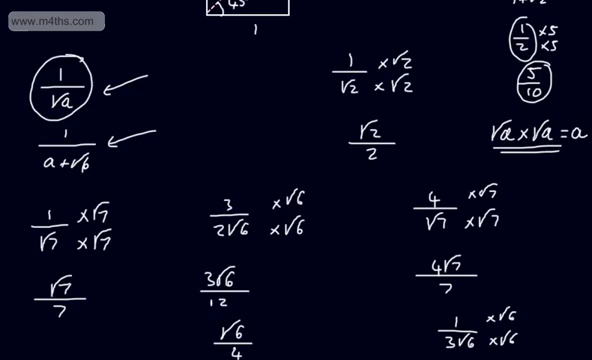 www.m4ths.com
45
1
1/√a
1/(a+√b)
1/√2 ×√2 ×√2
√2/2
1/2 ×5 ×5
5/10
√a × √a = a
1/√7 ×√7 ×√7
√7/7
3/2√6 ×√6 ×√6
3√6/12
√6/4
4/√7 ×√7 ×√7
4√7/7
1/3√6 ×√6 ×√6